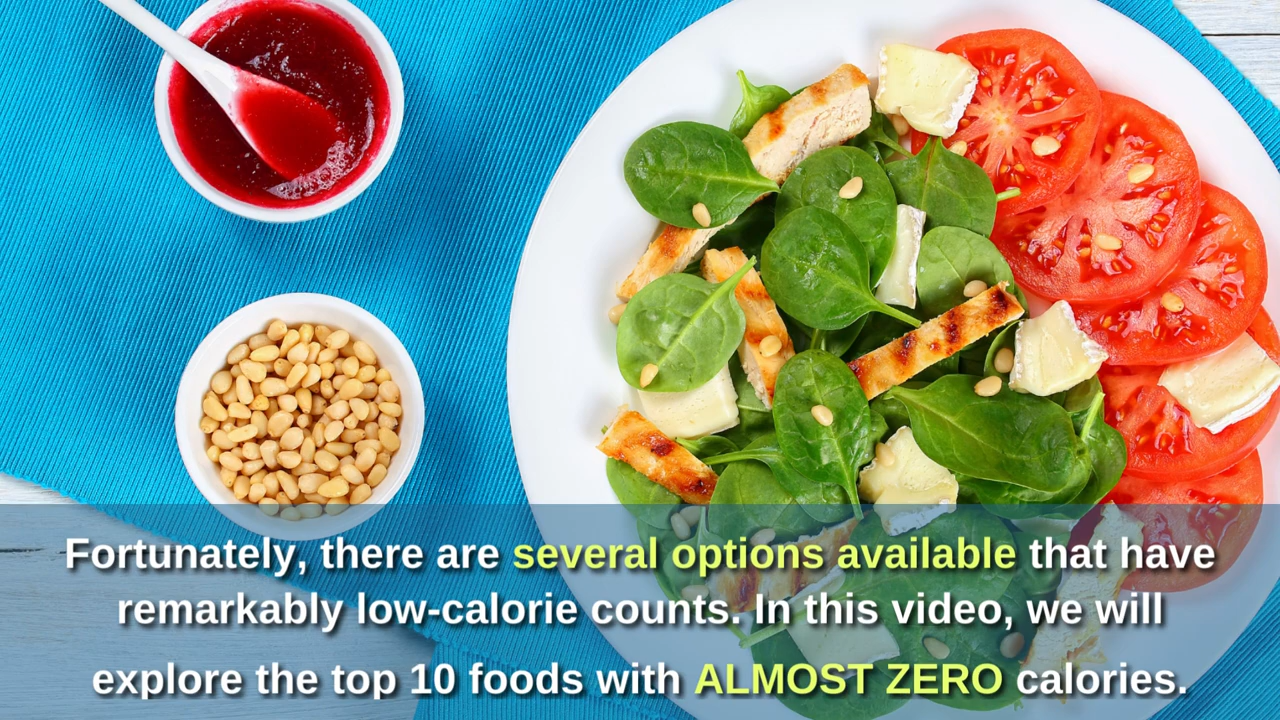 Fortunately, there are several options available that have
remarkably low-calorie counts. In this video, we will
explore the top 10 foods with ALMOST ZERO calories.